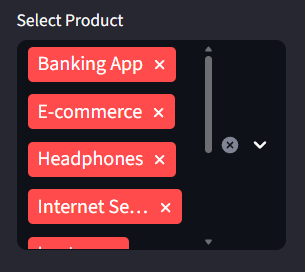 Select Product
Banking App ×
E-commerce ×
Headphones ×
Internet Se... ×